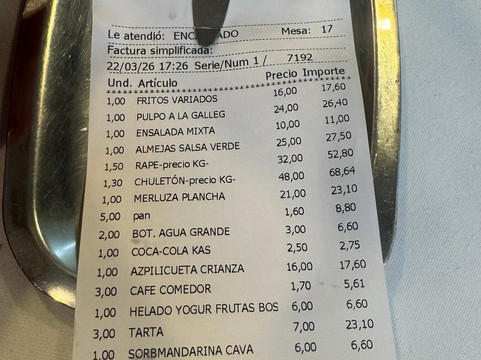 Le atendió: Mesa: 17
Factura simplificada:
22/03/26 17:26 Serie/Num 1 / 7192
Und. Artículo Precio Importe
1,00 FRITOS VARIADOS 16,00 17,60
1,00 PULPO A LA GALLEG 24,00 26,40
1,00 ENSALADA MIXTA 10,00 11,00
1,00 ALMEJAS SALSA VERDE 25,00 27,50
1,50 RAPE-precio KG- 32,00 52,80
1,30 CHULETÓN-precio KG- 48,00 68,64
1,00 MERLUZA PLANCHA 21,00 23,10
5,00 pan 1,60 8,80
2,00 BOT. AGUA GRANDE 3,00 6,60
1,00 COCA-COLA KAS 2,50 2,75
1,00 AZPILICUETA CRIANZA 16,00 17,60
3,00 CAFE COMEDOR 1,70 5,61
1,00 HELADO YOGUR FRUTAS BOS 6,00 6,60
3,00 TARTA 7,00 23,10
1,00 SORBMANDARINA CAVA 6,00 6,60